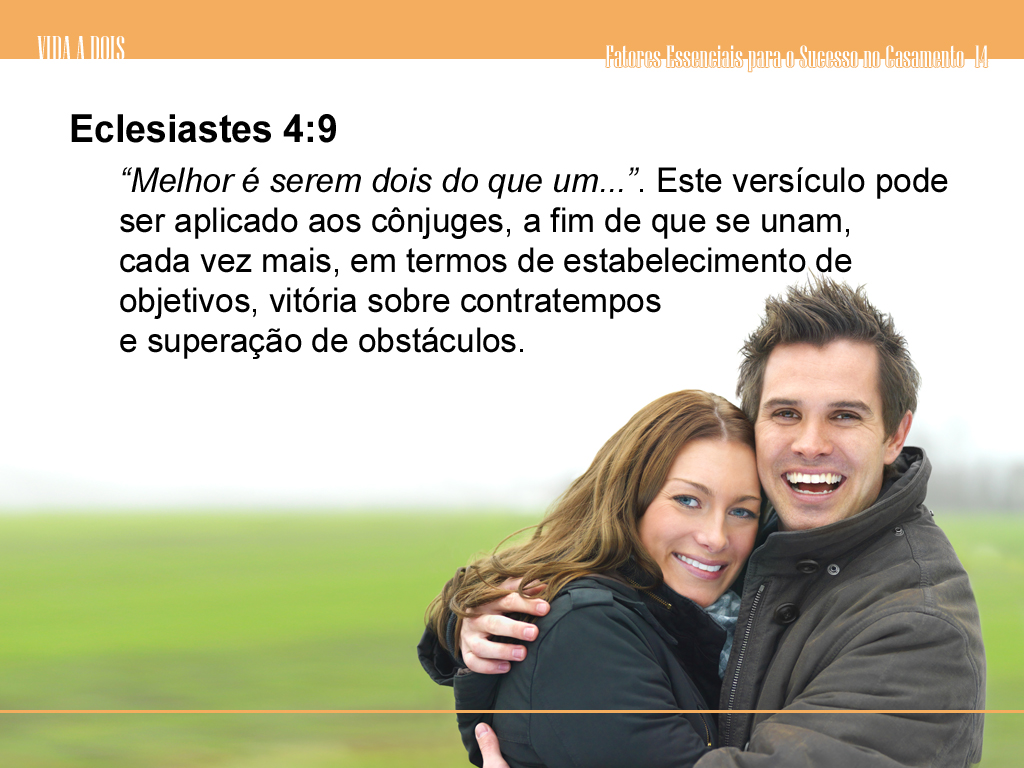 VIDA A DOIS
Fatores Essenciais para o Sucesso no Casamento 14
Eclesiastes 4:9
“Melhor é serem dois do que um...”. Este versículo pode
ser aplicado aos cônjuges, a fim de que se unam,
cada vez mais, em termos de estabelecimento de
objetivos, vitória sobre contratempos
e superação de obstáculos.